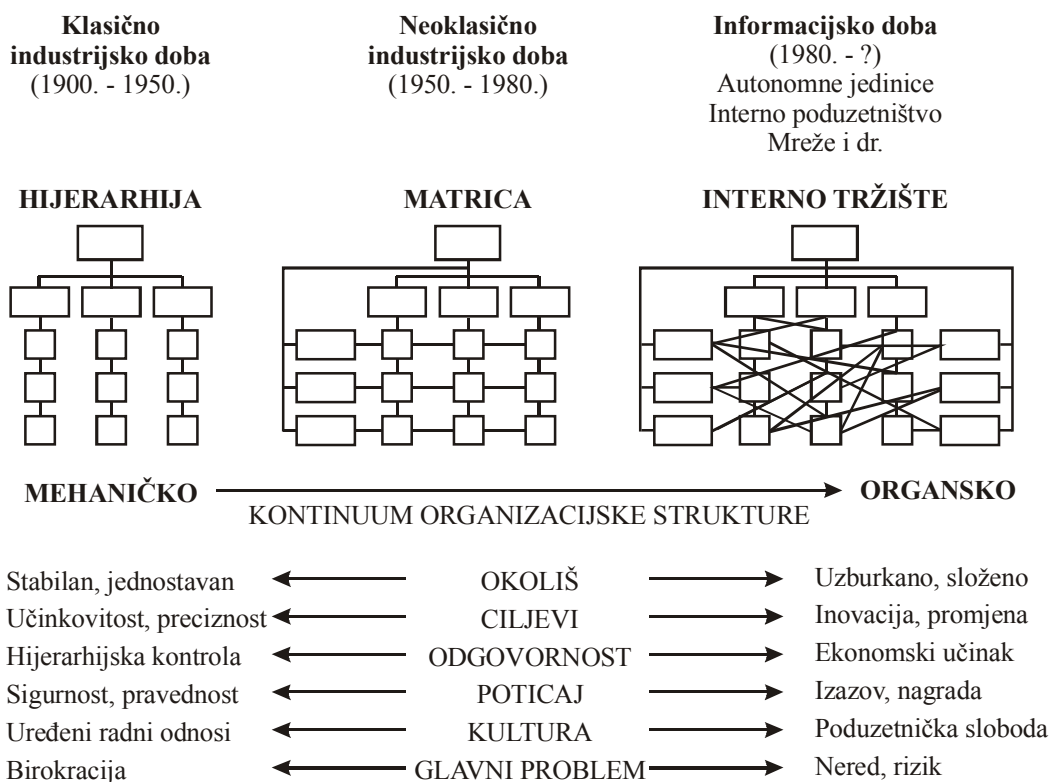 Klasično
industrijsko doba
(1900. - 1950.)
Neoklasično
industrijsko doba
(1950. - 1980.)
Informacijsko doba
(1980. - ?)
Autonomne jedinice
Interno poduzetništvo
Mreže i dr.
HIJERARHIJA
MATRICA
INTERNO TRŽIŠTE
MEHANIČKO
ORGANSKO
KONTINUUM ORGANIZACIJSKE STRUKTURE
Stabilan, jednostavan OKOLIŠ Uzburkano, složeno
Učinkovitost, preciznost CILJEVI Inovacija, promjena
Hijerarhijska kontrola ODGOVORNOST Ekonomski učinak
Sigurnost, pravednost POTICAJ Izazov, nagrada
Uređeni radni odnosi KULTURA Poduzetnička sloboda
Birokracija GLAVNI PROBLEM Nered, rizik